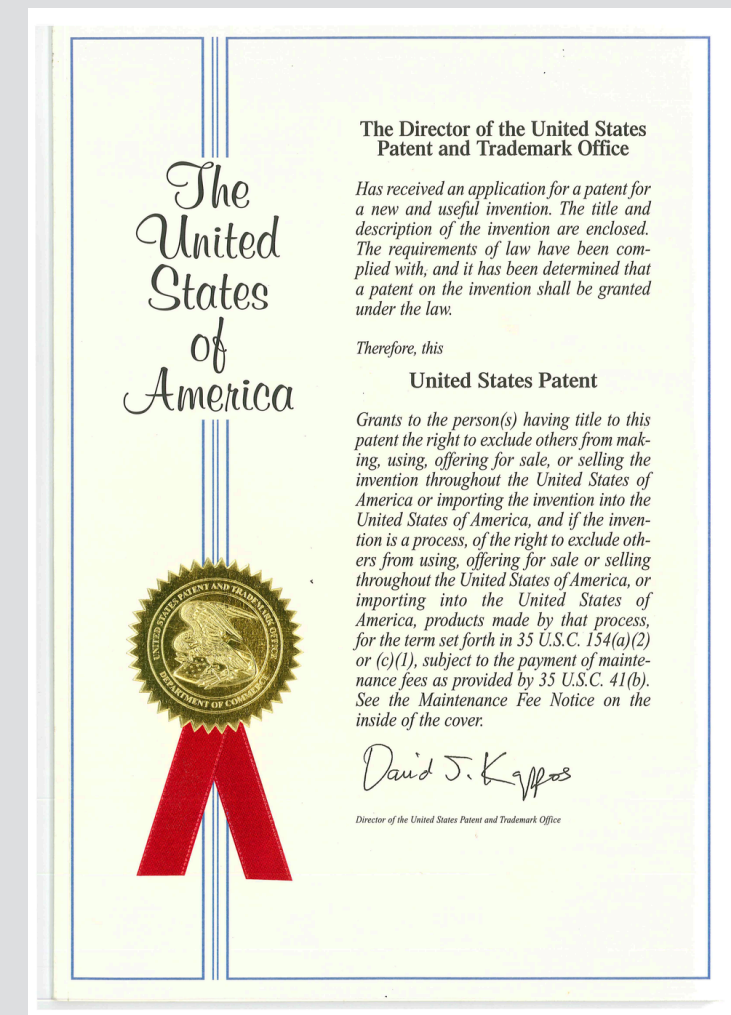 The
United
States
of
America
UNITED STATES PATENT AND TRADEMARK OFFICE
DEPARTMENT OF COMMERCE
The Director of the United States
Patent and Trademark Office
Has received an application for a patent for
a new and useful invention. The title and
description of the invention are enclosed.
The requirements of law have been com-
plied with, and it has been determined that
a patent on the invention shall be granted
under the law.
Therefore, this
United States Patent
Grants to the person(s) having title to this
patent the right to exclude others from mak-
ing, using, offering for sale, or selling the
invention throughout the United States of
America or importing the invention into the
United States of America, and if the inven-
tion is a process, of the right to exclude oth-
ers from using, offering for sale or selling
throughout the United States of America, or
importing into the United States of
America, products made by that process,
for the term set forth in 35 U.S.C. 154(a)(2)
or (c)(1), subject to the payment of mainte-
nance fees as provided by 35 U.S.C. 41(b).
See the Maintenance Fee Notice on the
inside of the cover.
David J. Kappos
Director of the United States Patent and Trademark Office